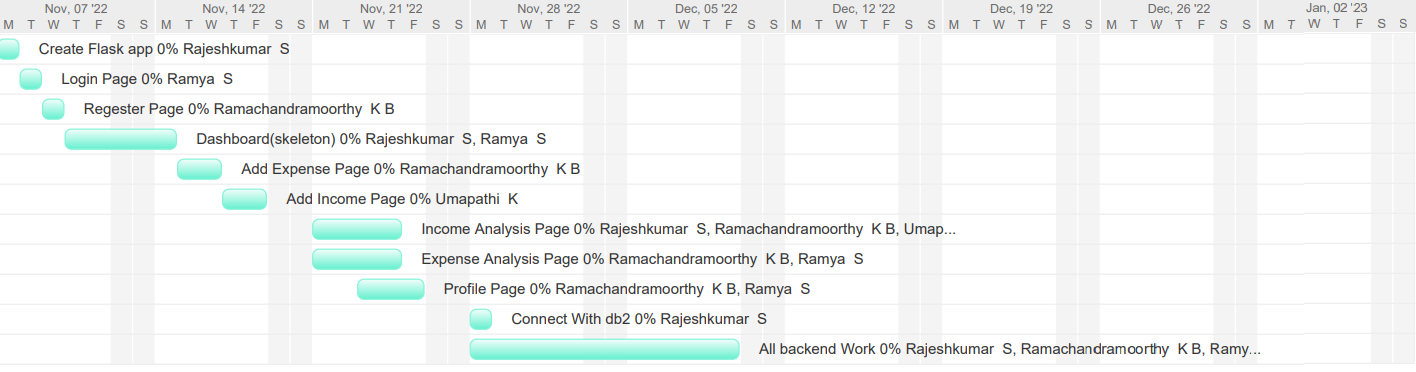 Nov, 07 '22 Nov, 14 '22 Nov, 21 '22 Nov, 28 '22 Dec, 05 '22 Dec, 12 '22 Dec, 19 '22 Dec, 26 '22 Jan, 02 '23
M T W T F S S M T W T F S S M T W T F S S M T W T F S S M T W T F S S M T W T F S S M T W T F S S M T W T F S S M T W T F S S
Create Flask app 0% Rajeshkumar S
Login Page 0% Ramya S
Regester Page 0% Ramachandramoorthy K B
Dashboard(skeleton) 0% Rajeshkumar S, Ramya S
Add Expense Page 0% Ramachandramoorthy K B
Add Income Page 0% Umapathi K
Income Analysis Page 0% Rajeshkumar S, Ramachandramoorthy K B, Umap...
Expense Analysis Page 0% Ramachandramoorthy K B, Ramya S
Profile Page 0% Ramachandramoorthy K B, Ramya S
Connect With db2 0% Rajeshkumar S
All backend Work 0% Rajeshkumar S, Ramachandramoorthy K B, Ramy...